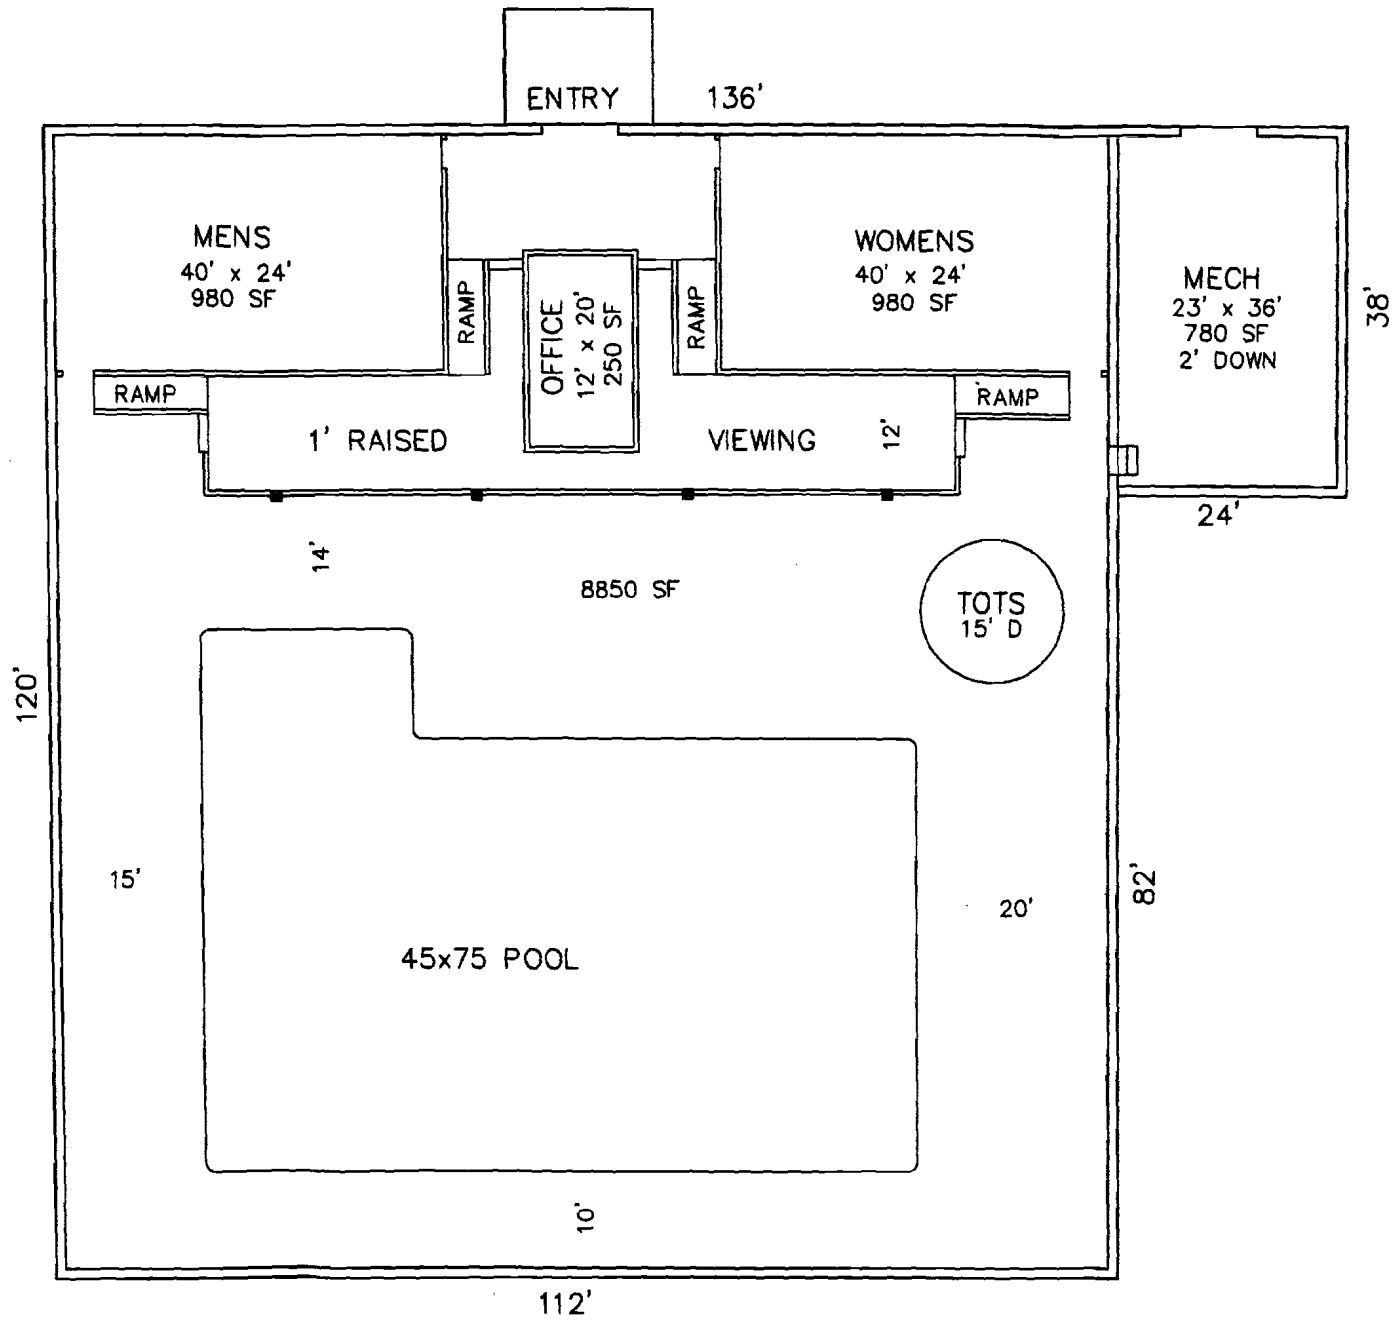 ENTRY
136'
MENS
40' x 24'
980 SF
WOMENS
40' x 24'
980 SF
MECH
23' x 36'
780 SF
2' DOWN
38'
RAMP
OFFICE
12' x 20'
250 SF
RAMP
RAMP
RAMP
1' RAISED
VIEWING
12'
24'
14'
8850 SF
TOTS
15' D
120'
15'
82'
20'
45x75 POOL
10'
112'